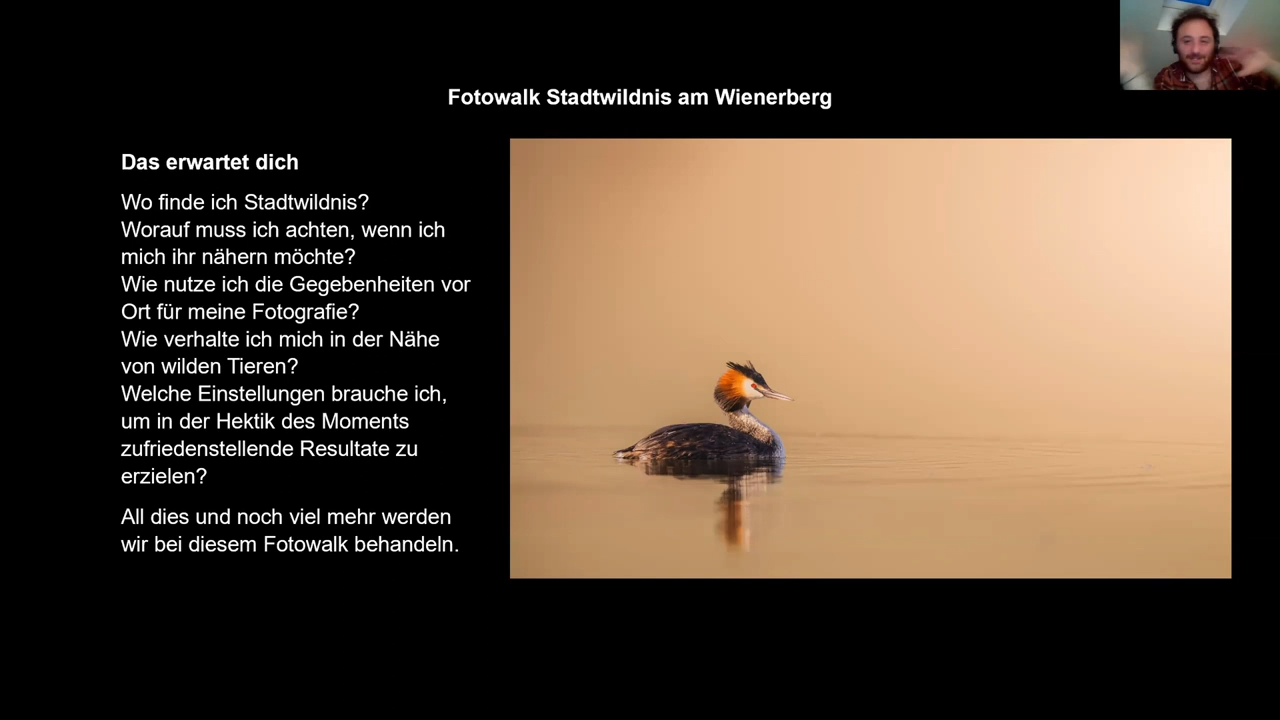 Fotowalk Stadtwildnis am Wienerberg
Das erwartet dich
Wo finde ich Stadtwildnis?
Worauf muss ich achten, wenn ich
mich ihr nähern möchte?
Wie nutze ich die Gegebenheiten vor
Ort für meine Fotografie?
Wie verhalte ich mich in der Nähe
von wilden Tieren?
Welche Einstellungen brauche ich,
um in der Hektik des Moments
zufriedenstellende Resultate zu
erzielen?
All dies und noch viel mehr werden
wir bei diesem Fotowalk behandeln.